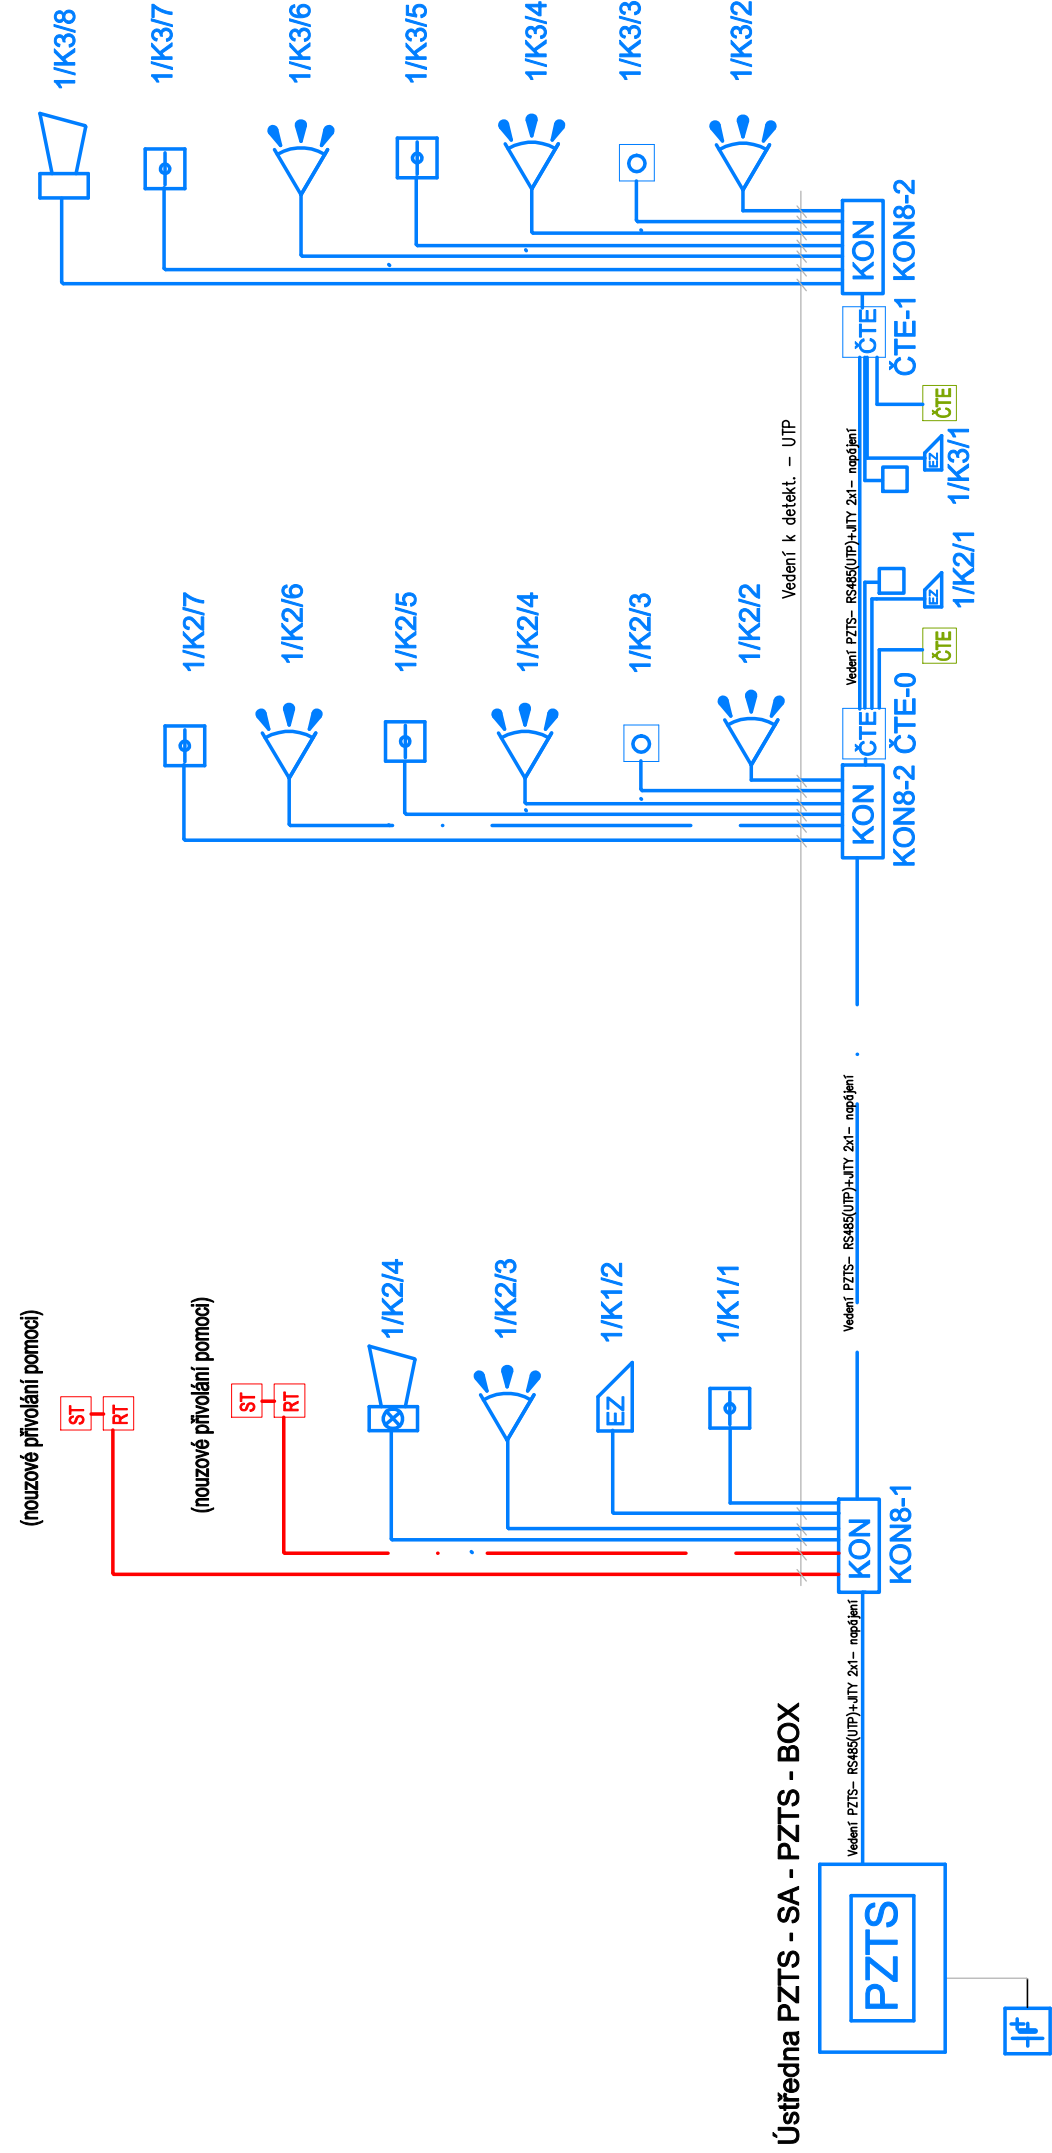 (nouzové přivolání pomoci)
ST
RT
(nouzové přivolání pomoci)
ST
RT
1/K2/4
1/K2/3
1/K1/2
EZ
1/K1/1
KON
KON8-1
1/K2/7
1/K2/6
1/K2/5
1/K2/4
1/K2/3
1/K2/2
KON
KON8-2
ČTE
ČTE-0
ČTE
EZ
1/K2/1
1/K3/8
1/K3/7
1/K3/6
1/K3/5
1/K3/4
1/K3/3
1/K3/2
KON
KON8-2
ČTE
ČTE-1
ČTE
EZ
1/K3/1
Vedení k detekt. – UTP
Vedení PZTS– RS485(UTP)+JITY 2x1– napájení
Vedení PZTS– RS485(UTP)+JITY 2x1– napájení
Vedení PZTS– RS485(UTP)+JITY 2x1– napájení
Ústředna PZTS - SA - PZTS - BOX
PZTS